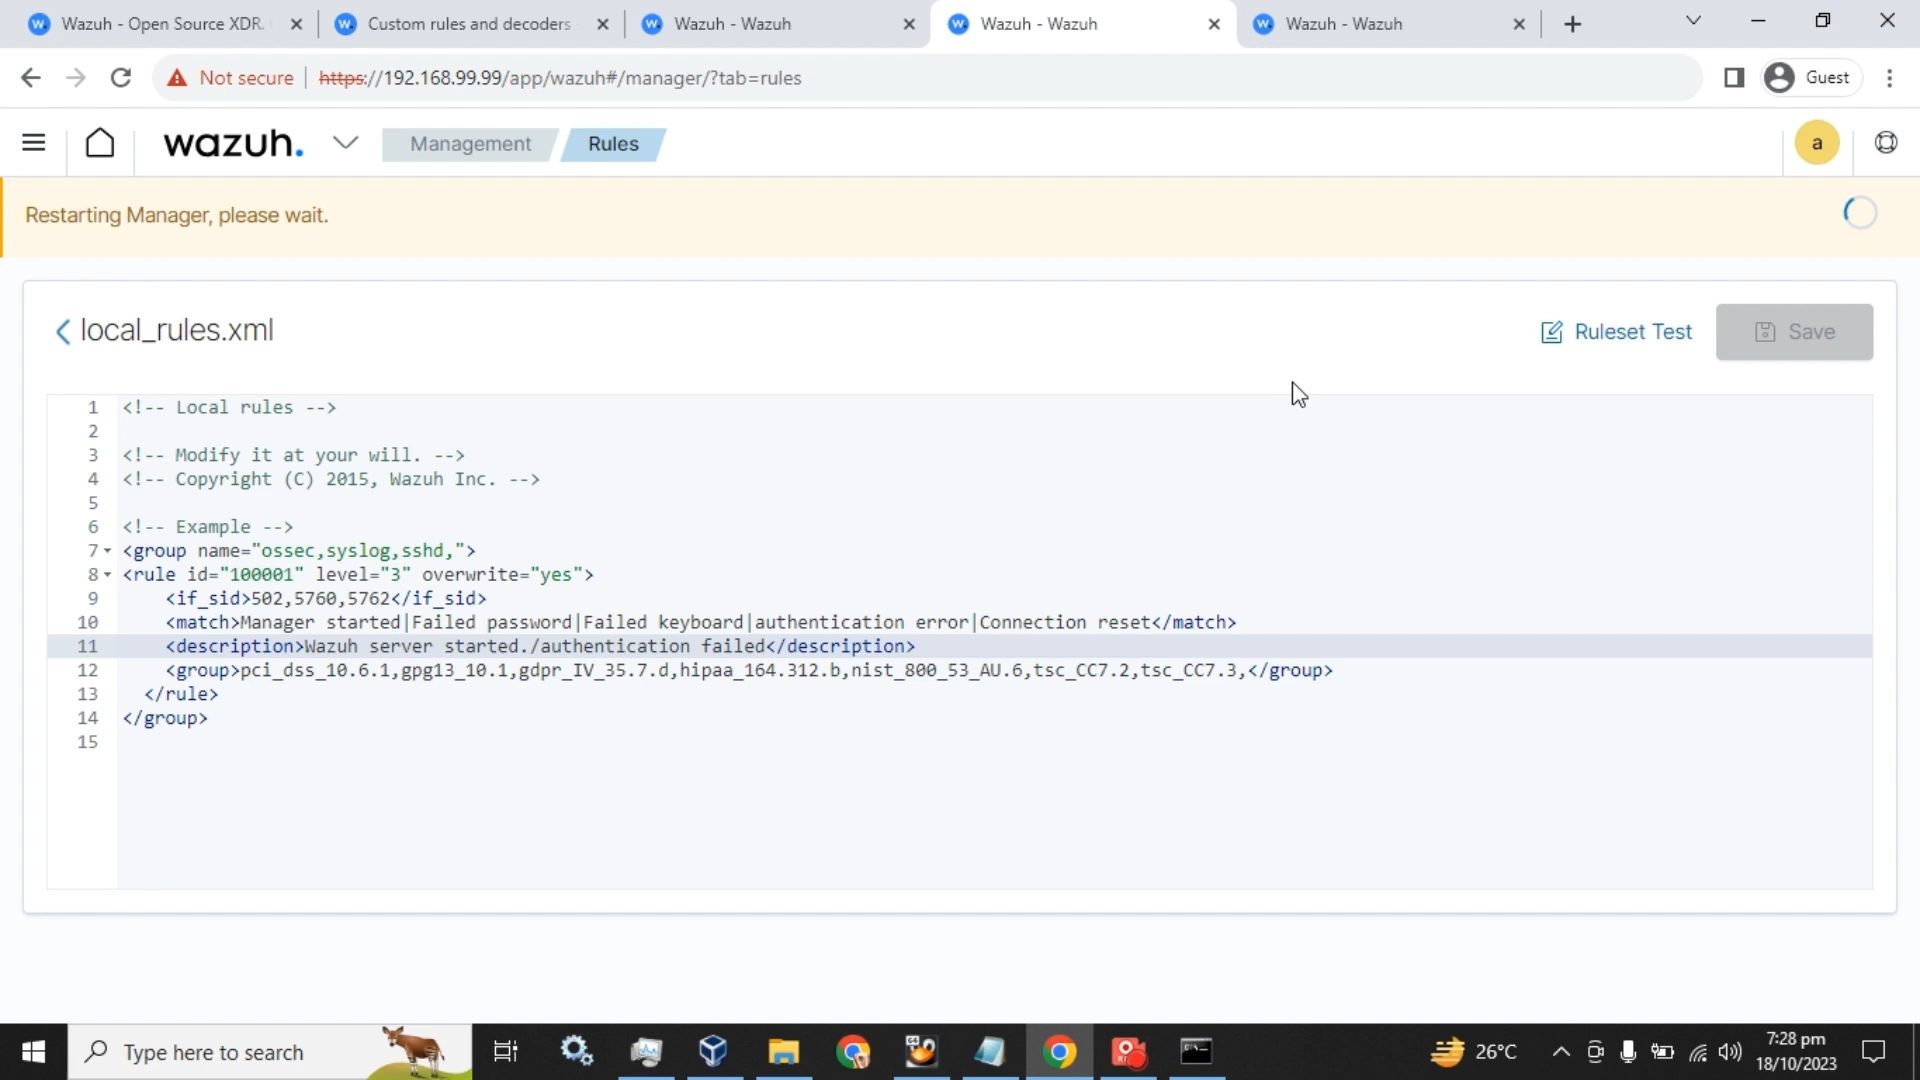 Wazuh - Open Source XDR.
Custom rules and decoders
Wazuh - Wazuh
Wazuh - Wazuh
Wazuh - Wazuh
Not secure
https://192.168.99.99/app/wazuh#/manager/?tab=rules
Guest
wazuh.
Management
Rules
a
Restarting Manager, please wait.
local_rules.xml
Ruleset Test
Save
1 <!-- Local rules -->
2
3 <!-- Modify it at your will. -->
4 <!-- Copyright (C) 2015, Wazuh Inc. -->
5
6 <!-- Example -->
7 <group name="ossec,syslog,sshd,">
8 <rule id="100001" level="3" overwrite="yes">
9 <if_sid>502,5760,5762</if_sid>
10 <match>Manager started|Failed password|Failed keyboard|authentication error|Connection reset</match>
11 <description>Wazuh server started./authentication failed</description>
12 <group>pci_dss_10.6.1,gpg13_10.1,gdpr_IV_35.7.d,hipaa_164.312.b,nist_800_53_AU.6,tsc_CC7.2,tsc_CC7.3,</group>
13 </rule>
14 </group>
15
Type here to search
26°C
7:28 pm
18/10/2023